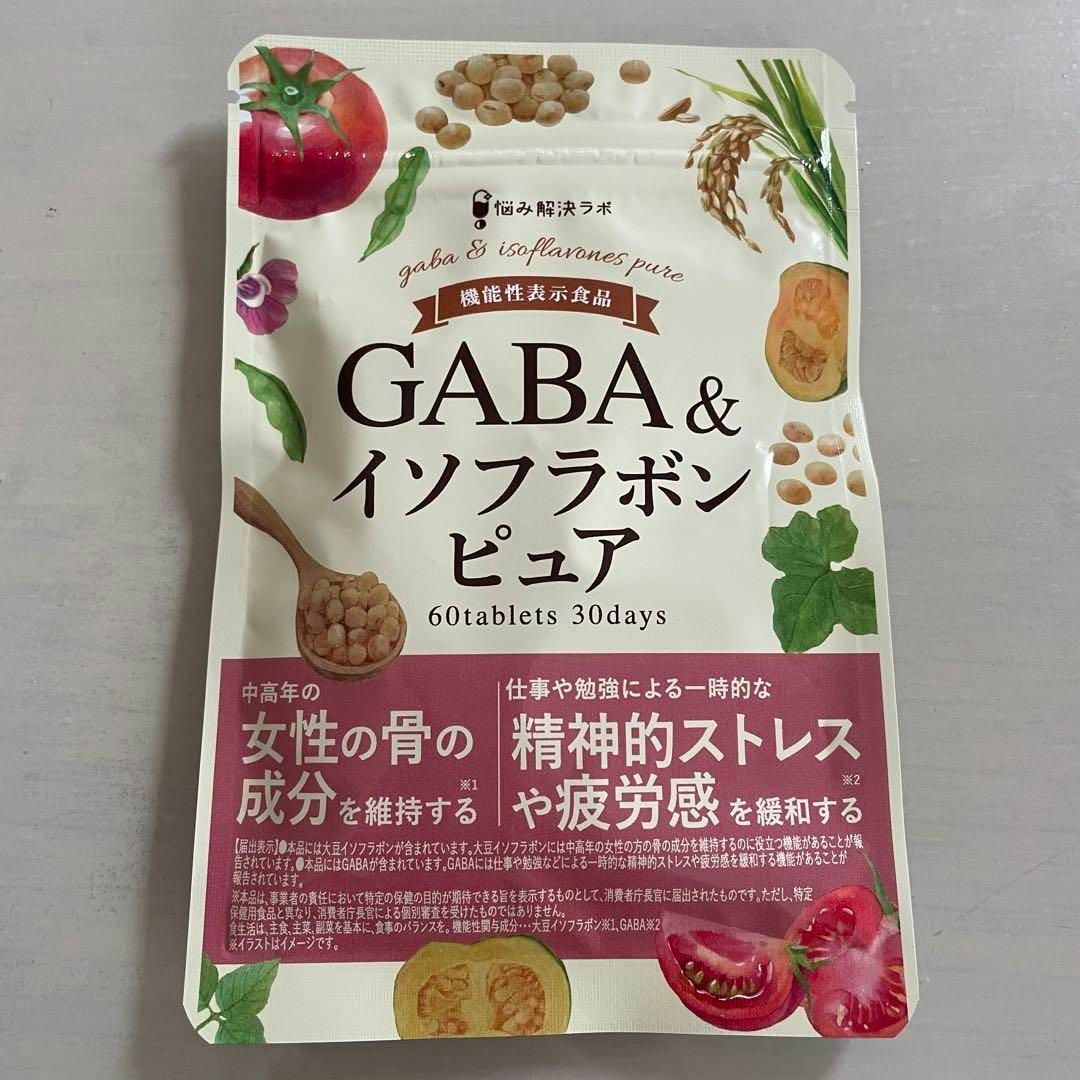 悩み解決ラボ
gaba & isoflavones pure
機能性表示食品
GABA &
イソフラボン
ピュア
60tablets 30days
中高年の
女性の骨の
成分を維持する※1
仕事や勉強による一時的な
精神的ストレス
や疲労感を緩和する※2
【届出表示】●本品には大豆イソフラボンが含まれています。大豆イソフラボンには中高年の女性の方の骨の成分を維持するのに役立つ機能があることが報
告されています。●本品にはGABAが含まれています。GABAには仕事や勉強などによる一時的な精神的ストレスや疲労感を緩和する機能があることが
報告されています。
※本品は、事業者の責任において特定の保健の目的が期待できる旨を表示するものとして、消費者庁長官に届出されたものです。ただし、特定
保健用食品と異なり、消費者庁長官による個別審査を受けたものではありません。
食生活は、主食、主菜、副菜を基本に、食事のバランスを。機能性関与成分…大豆イソフラボン※1、GABA※2
※イラストはイメージです。